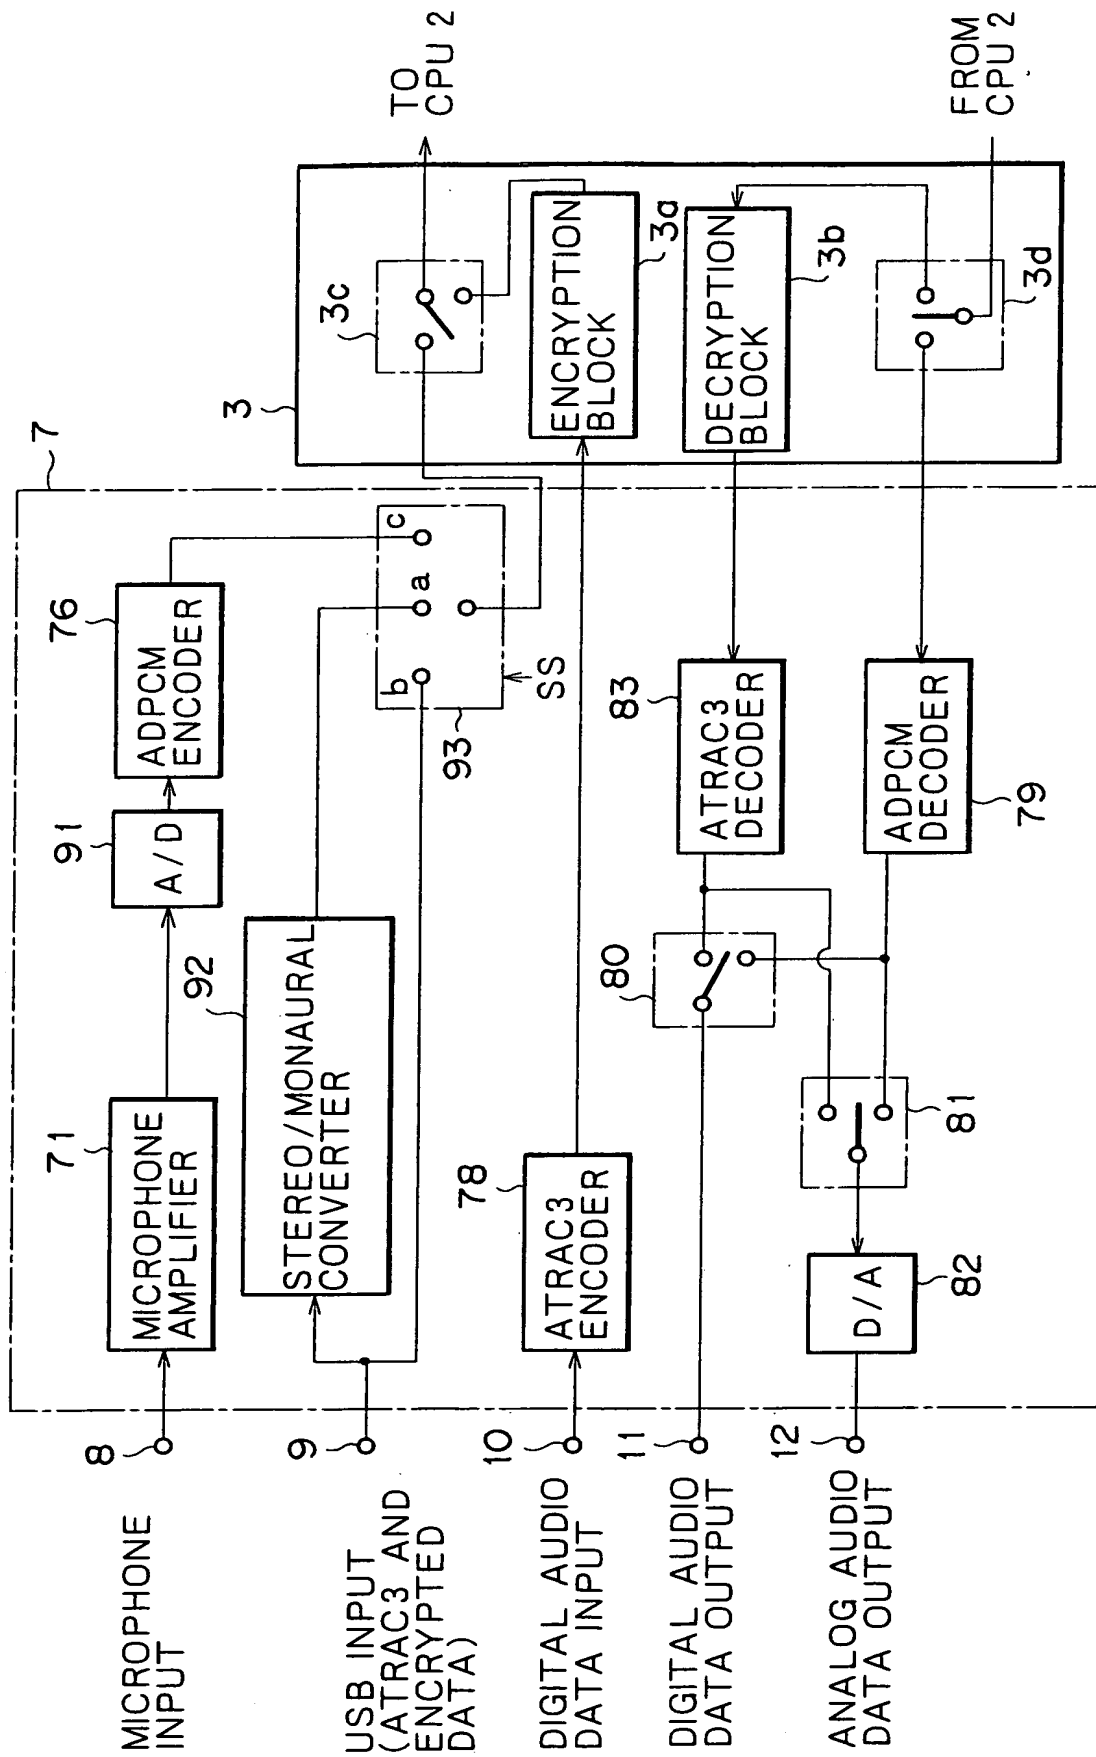 MICROPHONE
INPUT
8
MICROPHONE
AMPLIFIER
71
A/D
91
ADPCM
ENCODER
76
7
USB INPUT
(ATRAC3 AND
ENCRYPTED
DATA)
9
STEREO/MONAURAL
CONVERTER
92
b
a
c
93
SS
3
3c
TO
CPU 2
DIGITAL AUDIO
DATA INPUT
10
ATRAC3
ENCODER
78
ENCRYPTION
BLOCK
3a
DIGITAL AUDIO
DATA OUTPUT
11
80
ATRAC3
DECODER
83
DECRYPTION
BLOCK
3b
ANALOG AUDIO
DATA OUTPUT
12
D/A
82
81
ADPCM
DECODER
79
3d
FROM
CPU 2